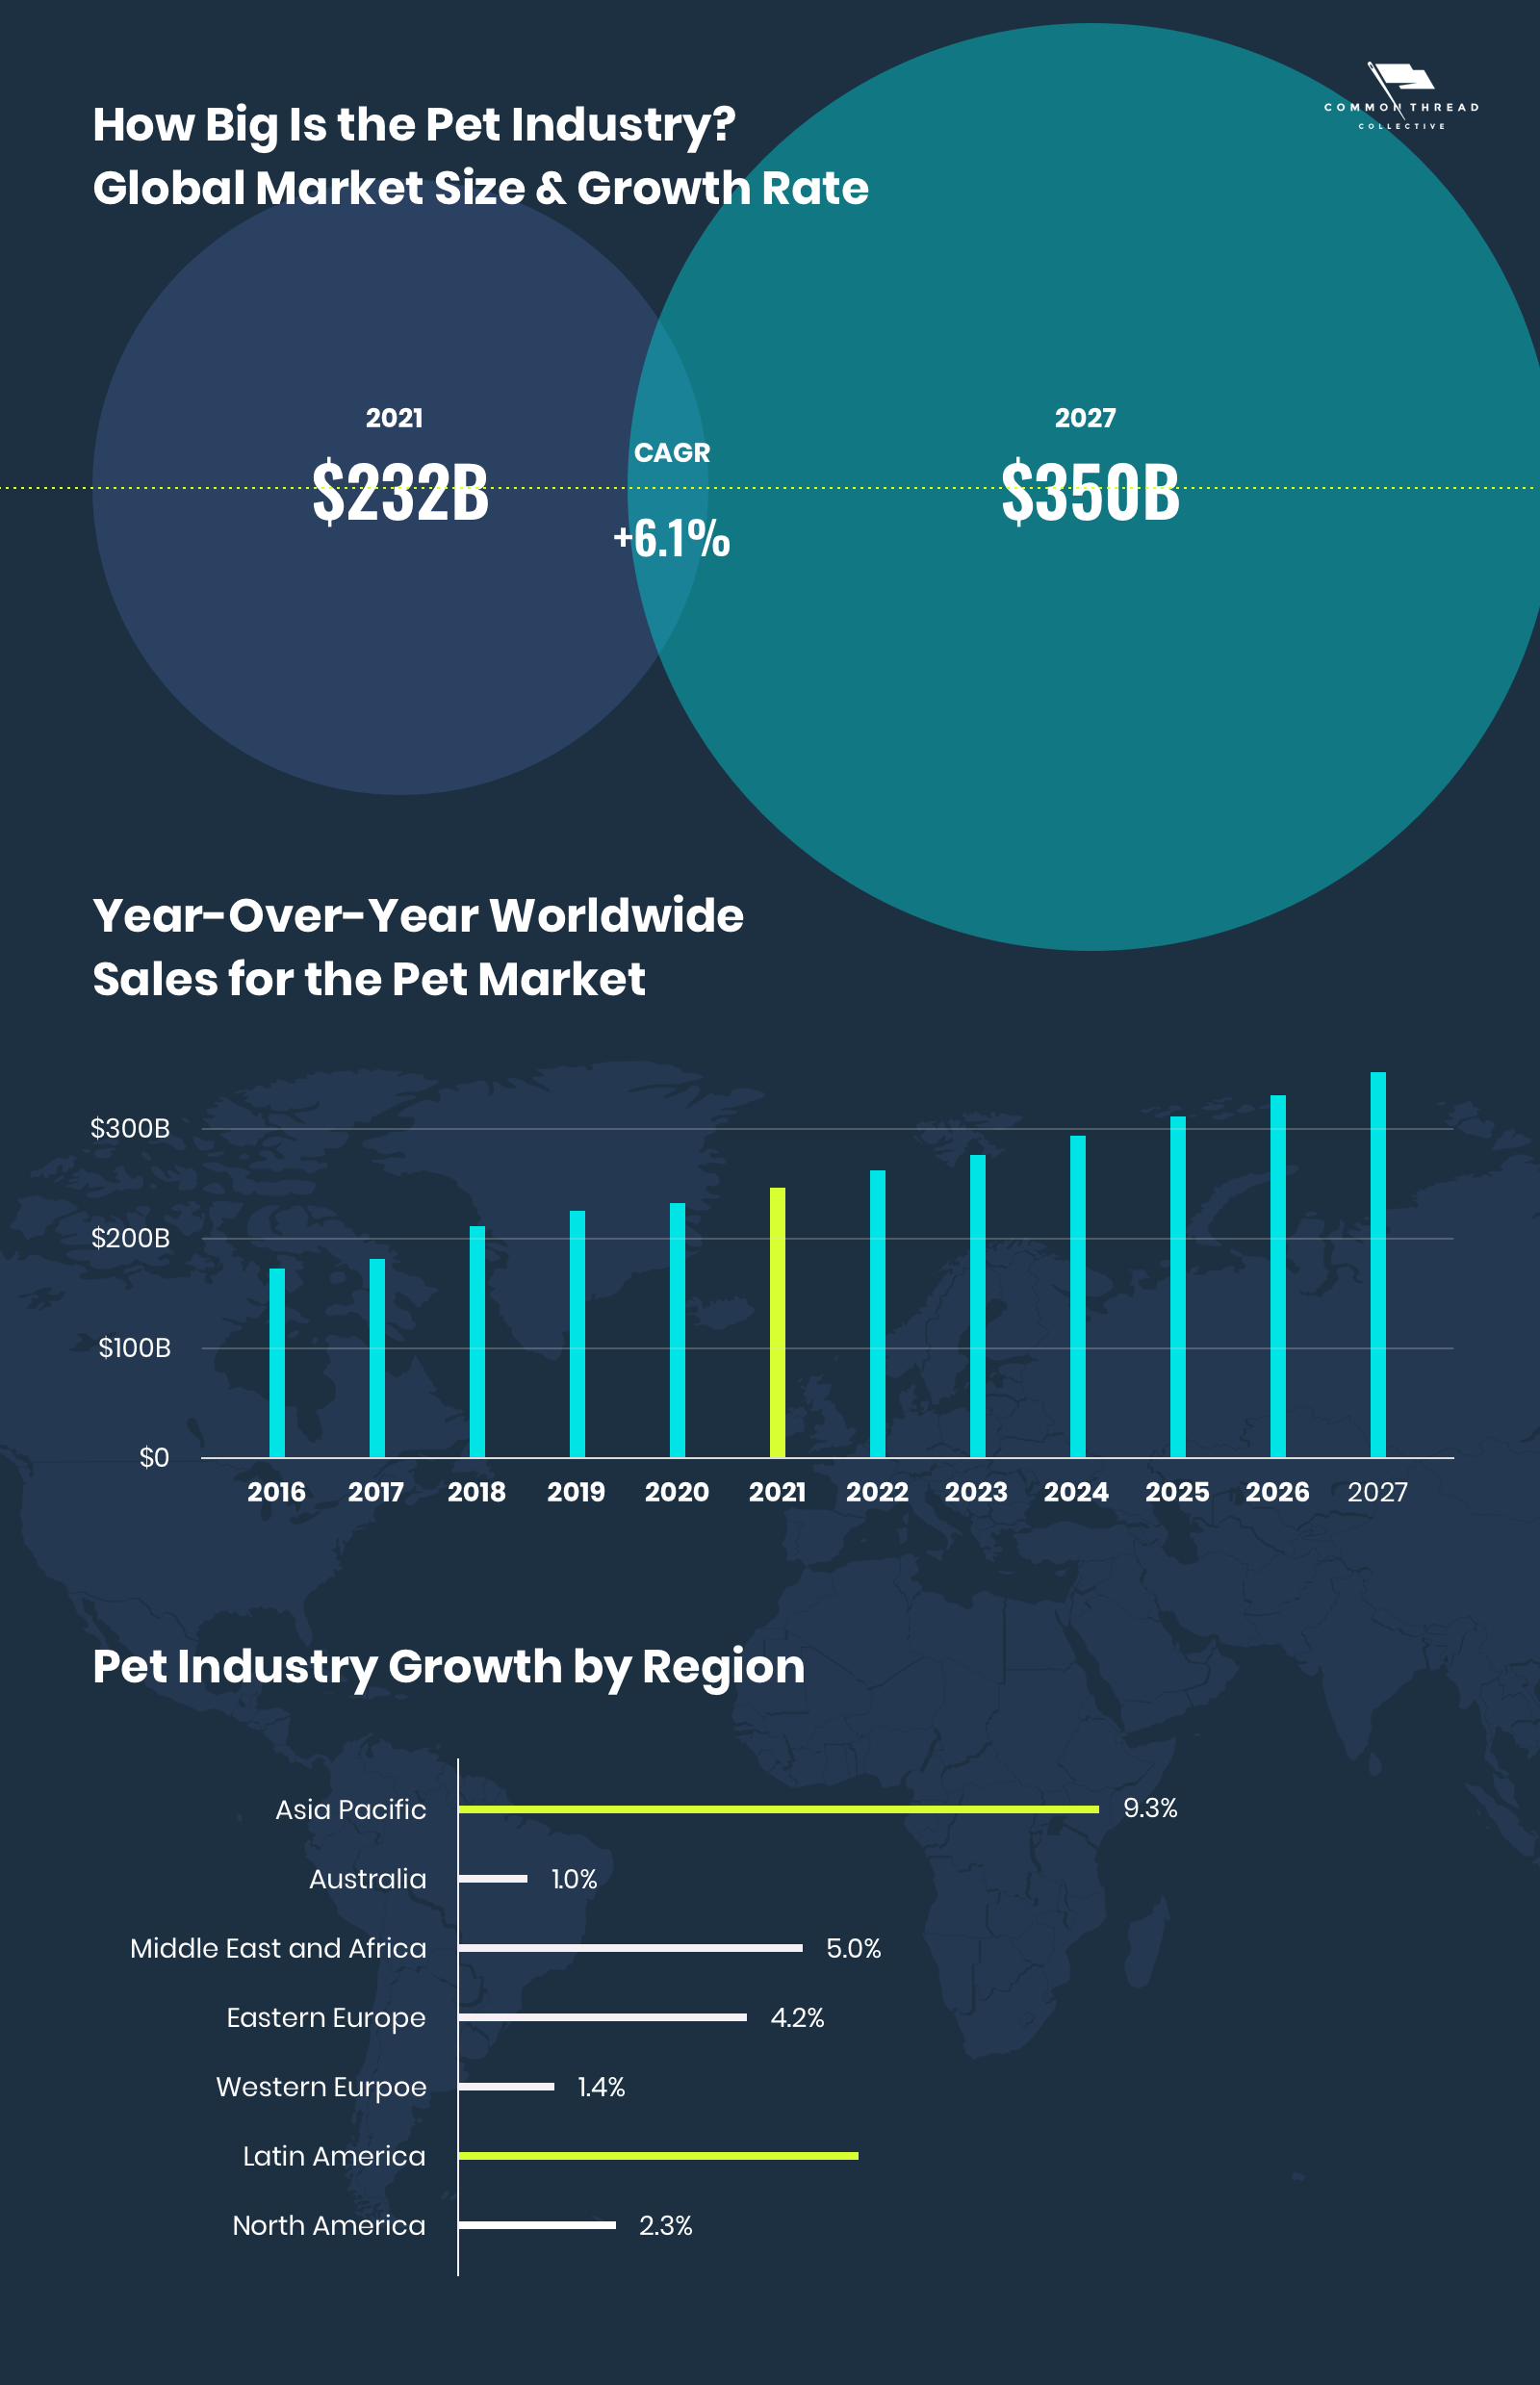 COMMON THREAD
COLLECTIVE
How Big Is the Pet Industry?
Global Market Size & Growth Rate
2021
$232B
CAGR
+6.1%
2027
$350B
Year-Over-Year Worldwide
Sales for the Pet Market
$300B
$200B
$100B
$0
2016 2017 2018 2019 2020 2021 2022 2023 2024 2025 2026 2027
Pet Industry Growth by Region
Asia Pacific 9.3%
Australia 1.0%
Middle East and Africa 5.0%
Eastern Europe 4.2%
Western Eurpoe 1.4%
Latin America
North America 2.3%